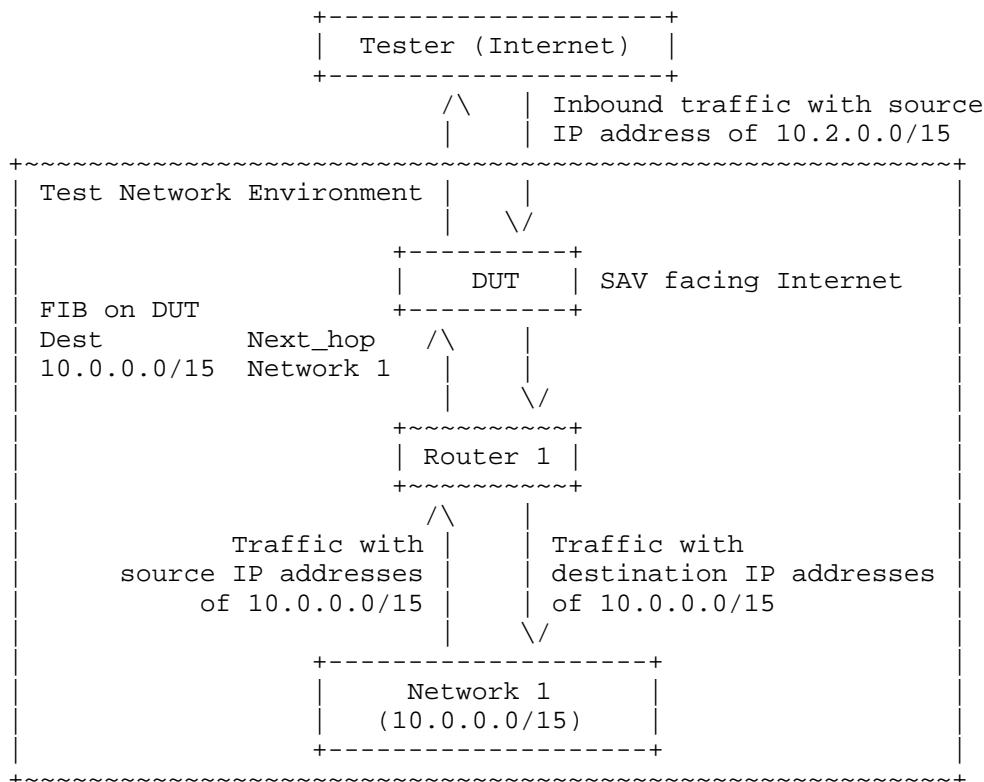 Tester (Internet)
Inbound traffic with source
IP address of 10.2.0.0/15
Test Network Environment
DUT SAV facing Internet
FIB on DUT
Dest Next_hop
10.0.0.0/15 Network 1
Router 1
Traffic with Traffic with
source IP addresses destination IP addresses
of 10.0.0.0/15 of 10.0.0.0/15
Network 1
(10.0.0.0/15)